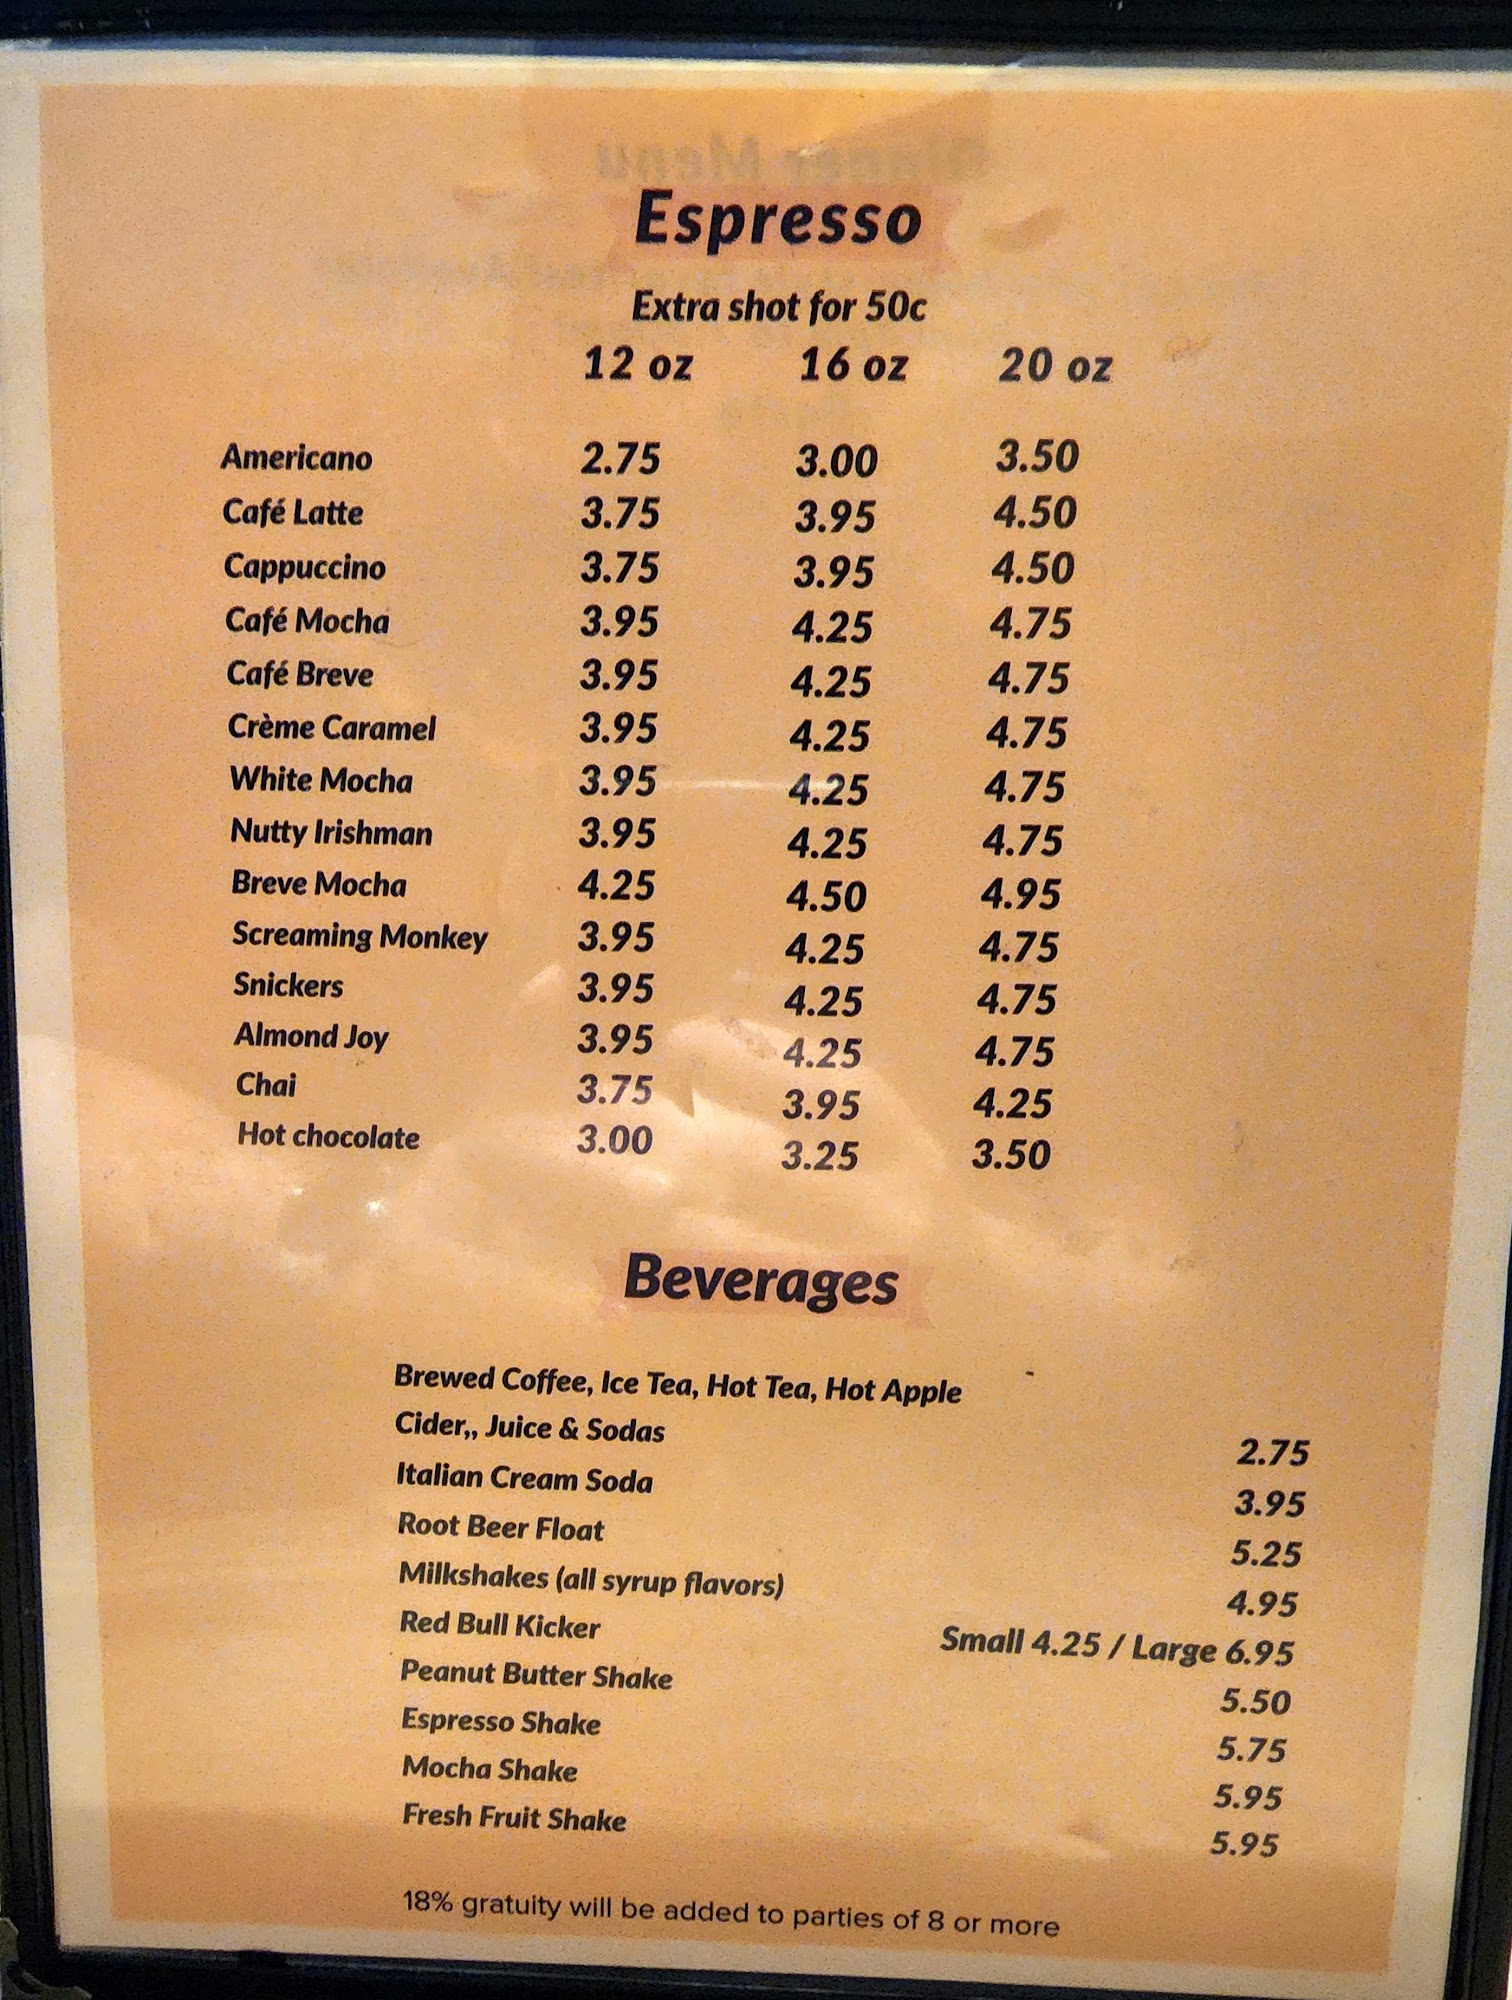 Espresso
Extra shot for 50c
12 oz 16 oz 20 oz
Americano 2.75 3.00 3.50
Café Latte 3.75 3.95 4.50
Cappuccino 3.75 3.95 4.50
Café Mocha 3.95 4.25 4.75
Café Breve 3.95 4.25 4.75
Crème Caramel 3.95 4.25 4.75
White Mocha 3.95 4.25 4.75
Nutty Irishman 3.95 4.25 4.75
Breve Mocha 4.25 4.50 4.95
Screaming Monkey 3.95 4.25 4.75
Snickers 3.95 4.25 4.75
Almond Joy 3.95 4.25 4.75
Chai 3.75 3.95 4.25
Hot chocolate 3.00 3.25 3.50
Beverages
Brewed Coffee, Ice Tea, Hot Tea, Hot Apple
Cider,, Juice & Sodas 2.75
Italian Cream Soda 3.95
Root Beer Float 5.25
Milkshakes (all syrup flavors) 4.95
Red Bull Kicker Small 4.25 / Large 6.95
Peanut Butter Shake 5.50
Espresso Shake 5.75
Mocha Shake 5.95
Fresh Fruit Shake 5.95
18% gratuity will be added to parties of 8 or more